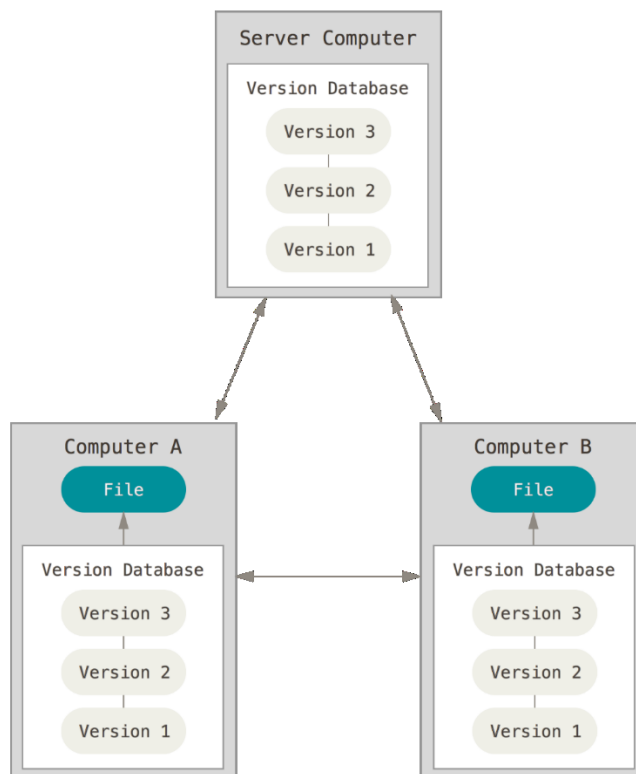 Server Computer
Version Database
Version 3
Version 2
Version 1
Computer A
File
Version Database
Version 3
Version 2
Version 1
Computer B
File
Version Database
Version 3
Version 2
Version 1